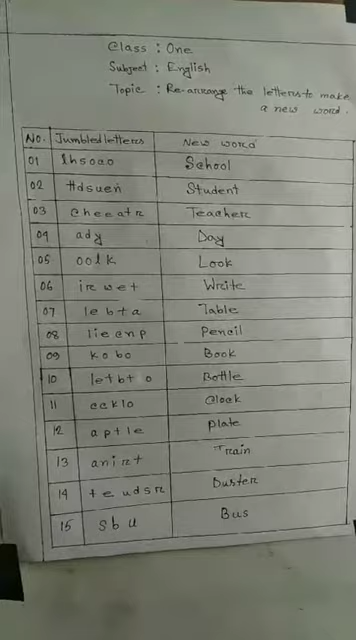 Class : One
Subject : English
Topic : Re-arrange the letters to make
a new word.
No. Jumbled letters New word
01 lhsoco School
02 ttdsuen Student
03 cheeatr Teacher
04 ady Day
05 oolk Look
06 irwet Write
07 lebta Table
08 lienp Pencil
09 kobo Book
10 letbto Bottle
11 ccklo Clock
12 aptle Plate
13 anirt Train
14 teudsr Duster
15 sbu Bus